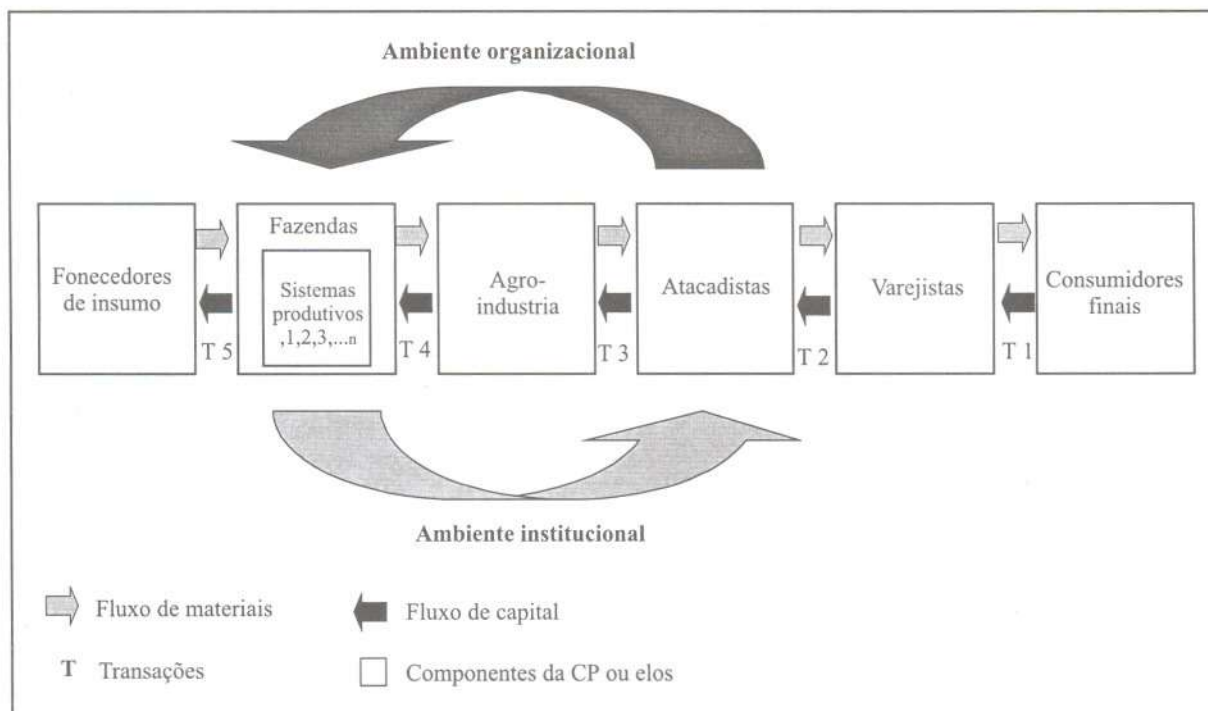 Ambiente organizacional
Fonecedores
de insumo
Fazendas
Sistemas
produtivos
,1,2,3,...n
Agro-
industria
Atacadistas
Varejistas
Consumidores
finais
T 5
T 4
T 3
T 2
T 1
Ambiente institucional
Fluxo de materiais
Fluxo de capital
T Transações
Componentes da CP ou elos